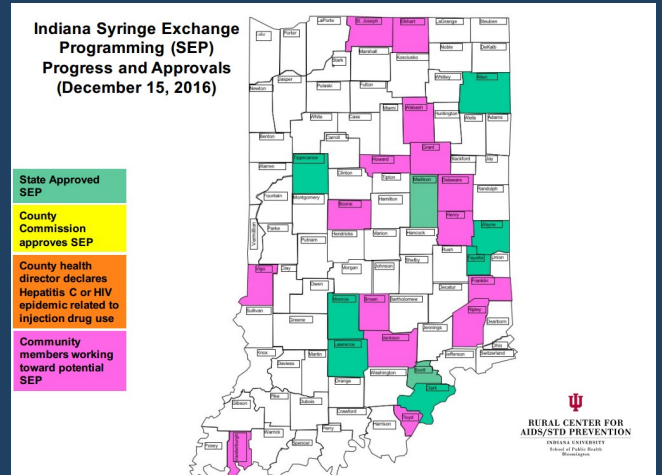 Indiana Syringe Exchange
Programming (SEP)
Progress and Approvals
(December 15, 2016)
State Approved
SEP
County
Commission
approves SEP
County health
director declares
Hepatitis C or HIV
epidemic related to
injection drug use
Community
members working
toward potential
SEP
Lake
Porter
LaPorte
St. Joseph
Elkhart
LaGrange
Steuben
Noble
DeKalb
Marshall
Stark
Kosciusko
Jasper
Newton
Pulaski
Fulton
Whitley
Allen
White
Cass
Miami
Wabash
Huntington
Wells
Adams
Benton
Carroll
Tippecanoe
Howard
Grant
Blackford
Jay
Warren
Clinton
Tipton
Madison
Delaware
Randolph
Fountain
Montgomery
Boone
Hamilton
Henry
Wayne
Vermillion
Parke
Putnam
Hendricks
Marion
Hancock
Rush
Fayette
Union
Vigo
Clay
Morgan
Johnson
Shelby
Decatur
Franklin
Owen
Sullivan
Greene
Monroe
Brown
Bartholomew
Jennings
Ripley
Dearborn
Ohio
Switzerland
Jefferson
Knox
Daviess
Martin
Lawrence
Jackson
Washington
Scott
Clark
Orange
Gibson
Pike
Dubois
Crawford
Harrison
Floyd
Posey
Vanderburgh
Warrick
Spencer
Perry
RURAL CENTER FOR
AIDS/STD PREVENTION
INDIANA UNIVERSITY
School of Public Health
Bloomington